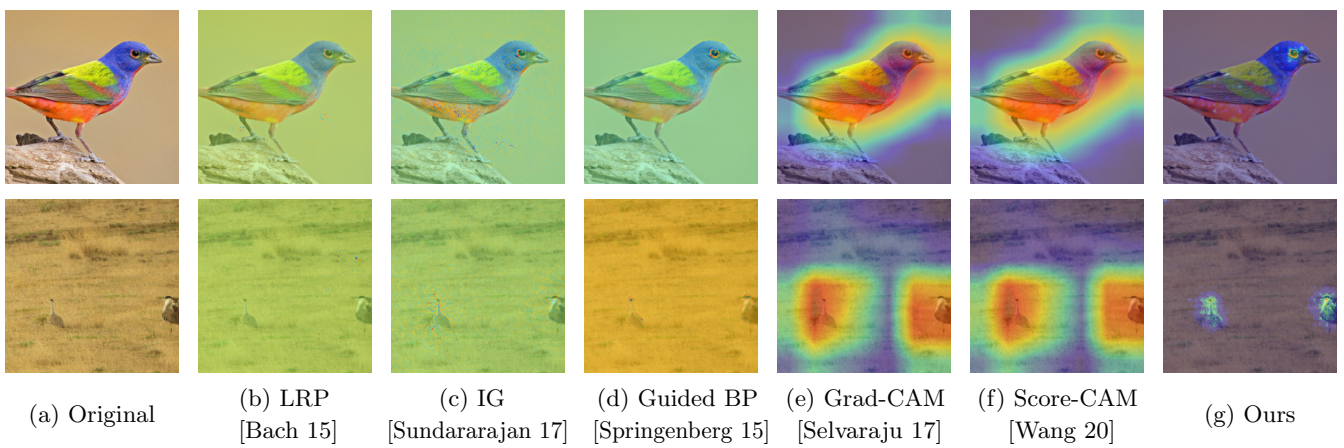 (a) Original
(b) LRP
[Bach 15]
(c) IG
[Sundararajan 17]
(d) Guided BP
[Springenberg 15]
(e) Grad-CAM
[Selvaraju 17]
(f) Score-CAM
[Wang 20]
(g) Ours